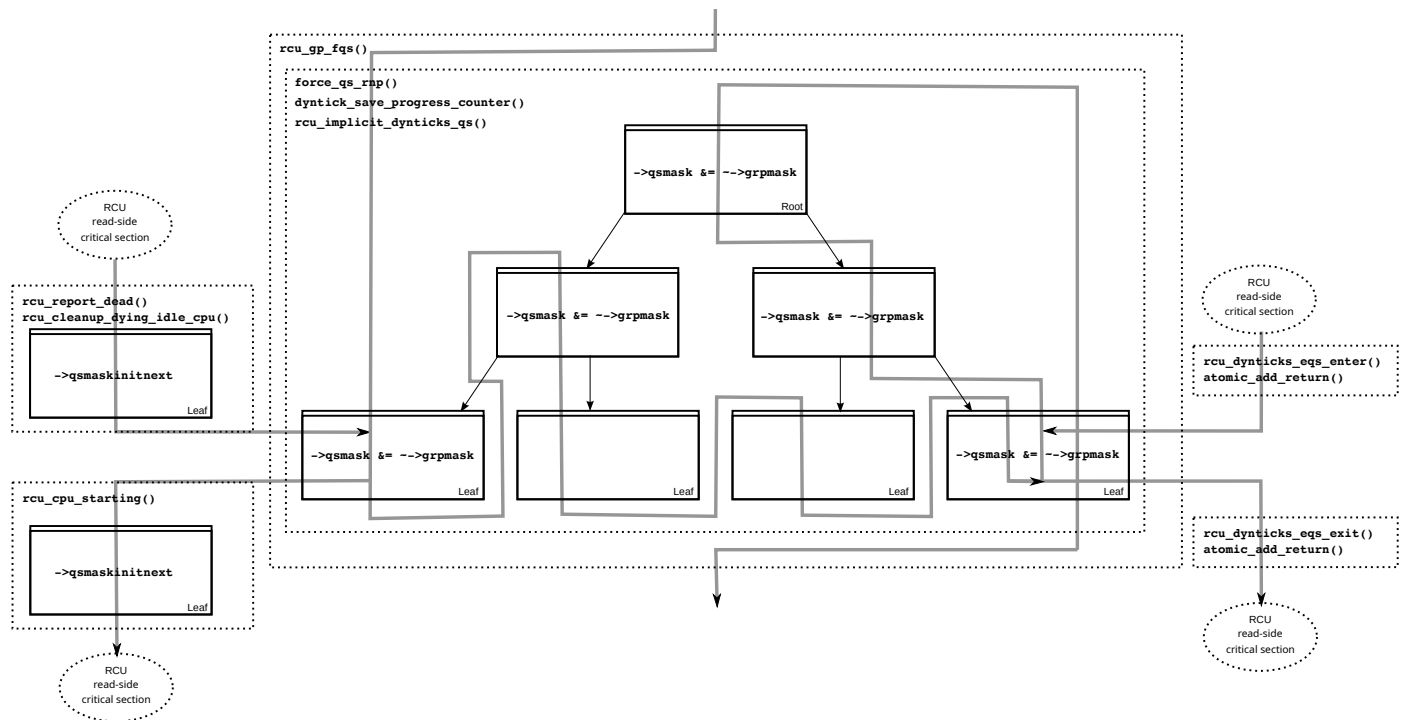 rcu_gp_fqs()
force_qs_rnp()
dyntick_save_progress_counter()
rcu_implicit_dynticks_qs()
->qsmask &= ~->grpmask
Root
RCU
read-side
critical section
rcu_report_dead()
rcu_cleanup_dying_idle_cpu()
->qsmaskinitnext
Leaf
->qsmask &= ~->grpmask
->qsmask &= ~->grpmask
RCU
read-side
critical section
rcu_dynticks_eqs_enter()
atomic_add_return()
->qsmask &= ~->grpmask
Leaf
Leaf
Leaf
->qsmask &= ~->grpmask
Leaf
rcu_cpu_starting()
->qsmaskinitnext
Leaf
RCU
read-side
critical section
rcu_dynticks_eqs_exit()
atomic_add_return()
RCU
read-side
critical section